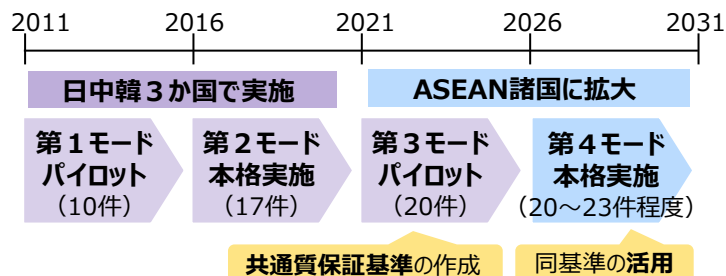 2011 2016 2021 2026 2031
日中韓３か国で実施
ASEAN諸国に拡大
第１モード
パイロット
（10件）
第２モード
本格実施
（17件）
第３モード
パイロット
（20件）
第４モード
本格実施
（20～23件程度）
共通質保証基準の作成
同基準の活用